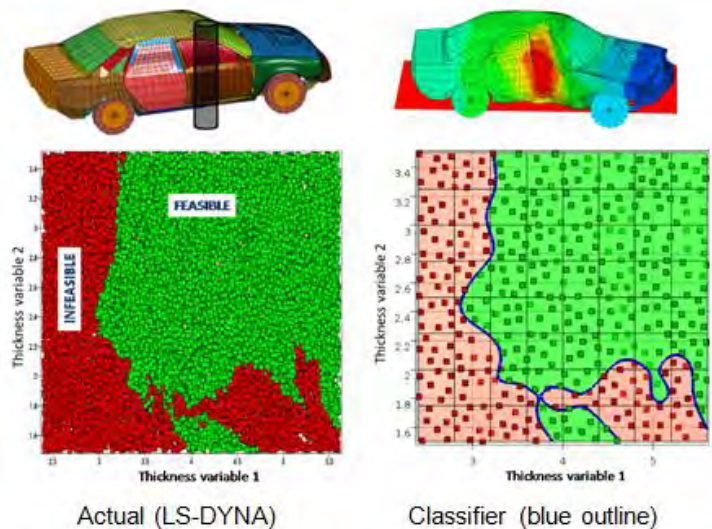 FEASIBLE
INFEASIBLE
Thickness variable 2
Thickness variable 1
3.4
3.2
3
2.8
2.6
2.4
2.2
2
1.8
1.6
3
4
5
Thickness variable 2
Thickness variable 1
Actual (LS-DYNA)
Classifier (blue outline)